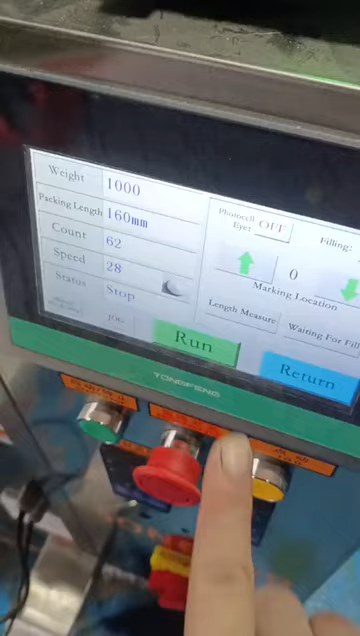 Weight 1000
Packing Length 160mm
Count 62
Speed 28
Status Stop
JOG
Run
Photocell Eye: OFF
Filling:
0
Marking Location
Length Measure
Waiting For Fill
Return